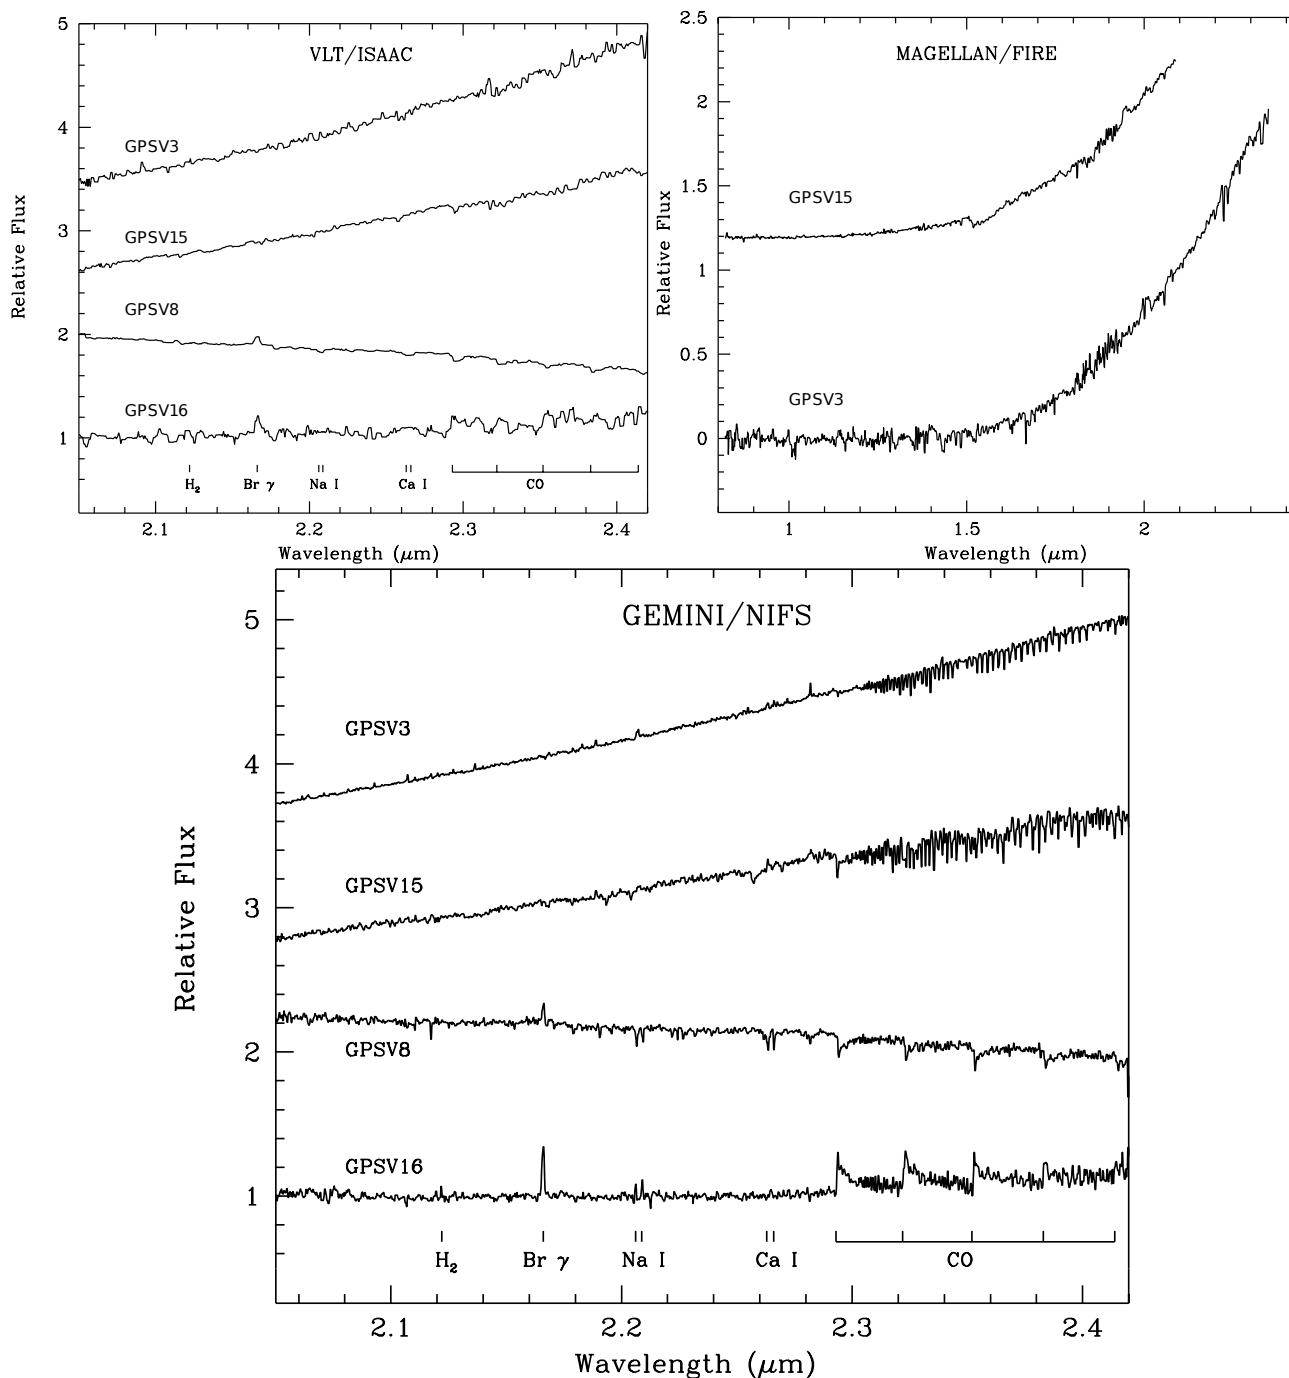 VLT/ISAAC
5
4
3
2
1
Relative Flux
GPSV3
GPSV15
GPSV8
GPSV16
H₂ Br γ Na I Ca I CO
2.1 2.2 2.3 2.4
Wavelength (μm)
MAGELLAN/FIRE
2.5
2
1.5
1
0.5
0
Relative Flux
GPSV15
GPSV3
1 1.5 2
Wavelength (μm)
GEMINI/NIFS
5
4
3
2
1
Relative Flux
GPSV3
GPSV15
GPSV8
GPSV16
H₂ Br γ Na I Ca I CO
2.1 2.2 2.3 2.4
Wavelength (μm)